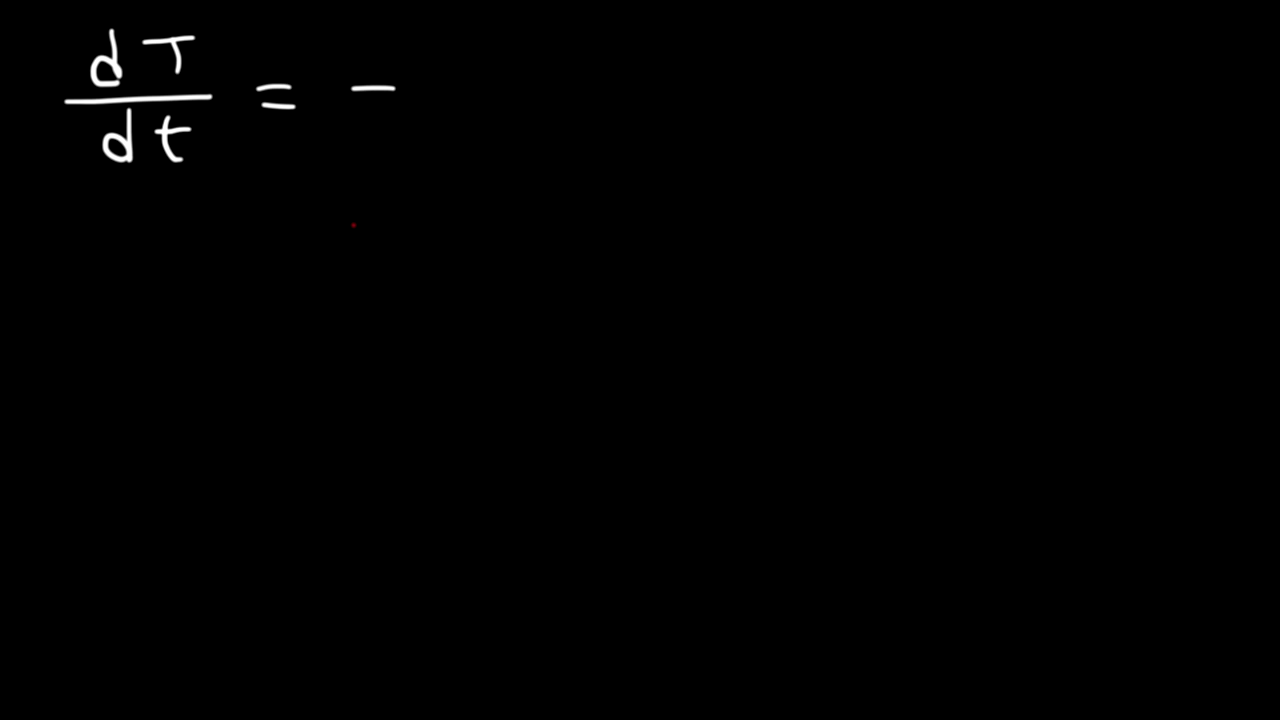 dT/dt = -